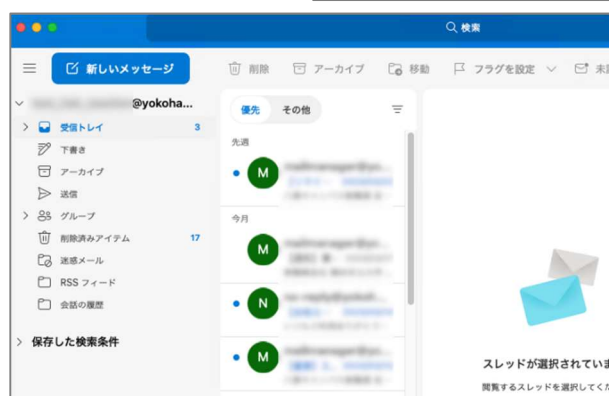 検索
新しいメッセージ
削除
アーカイブ
移動
フラグを設定
@yokoha...
受信トレイ 3
下書き
アーカイブ
送信
グループ
削除済みアイテム 17
迷惑メール
RSS フィード
会話の履歴
保存した検索条件
優先 その他
先週
M
今月
M
N
M
スレッドが選択されていま
閲覧するスレッドを選択してくだ